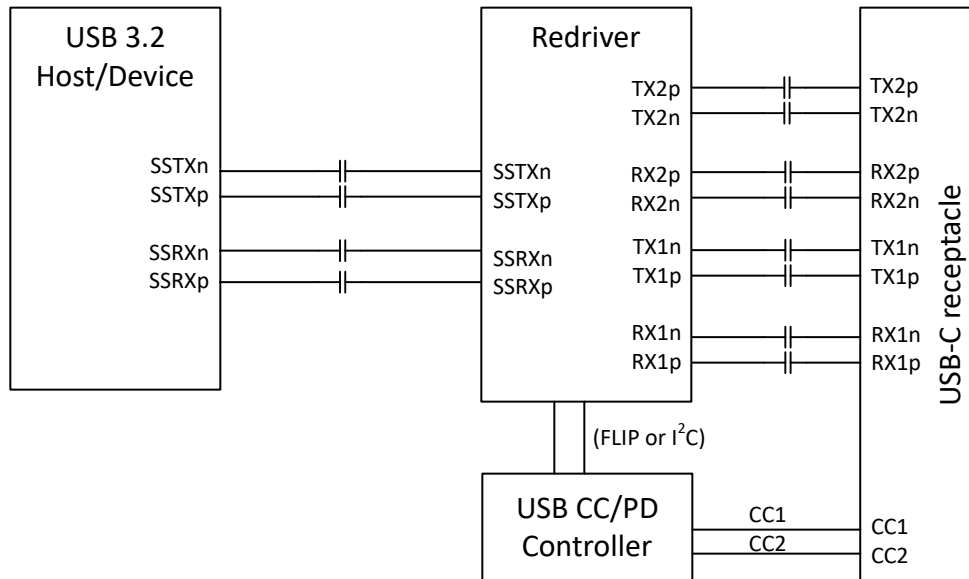 USB 3.2
Host/Device
SSTXn
SSTXp
SSRXn
SSRXp
Redriver
SSTXn
SSTXp
SSRXn
SSRXp
TX2p
TX2n
RX2p
RX2n
TX1n
TX1p
RX1n
RX1p
TX2p
TX2n
RX2p
RX2n
TX1n
TX1p
RX1n
RX1p
USB-C receptacle
(FLIP or I²C)
USB CC/PD
Controller
CC1
CC2
CC1
CC2